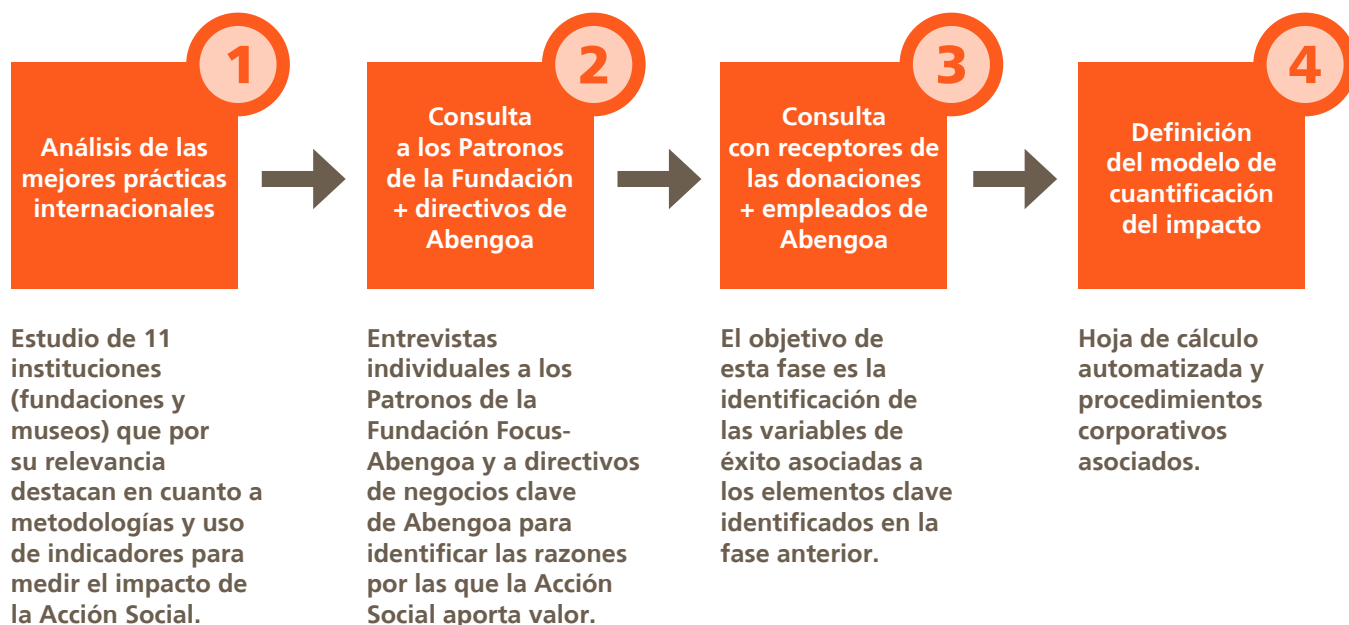 1
Análisis de las
mejores prácticas
internacionales
Estudio de 11
instituciones
(fundaciones y
museos) que por
su relevancia
destacan en cuanto a
metodologías y uso
de indicadores para
medir el impacto de
la Acción Social.
2
Consulta
a los Patronos
de la Fundación
+ directivos de
Abengoa
Entrevistas
individuales a los
Patronos de la
Fundación Focus-
Abengoa y a directivos
de negocios clave
de Abengoa para
identificar las razones
por las que la Acción
Social aporta valor.
3
Consulta
con receptores de
las donaciones
+ empleados de
Abengoa
El objetivo de
esta fase es la
identificación de
las variables de
éxito asociadas a
los elementos clave
identificados en la
fase anterior.
4
Definición
del modelo de
cuantificación
del impacto
Hoja de cálculo
automatizada y
procedimientos
corporativos
asociados.